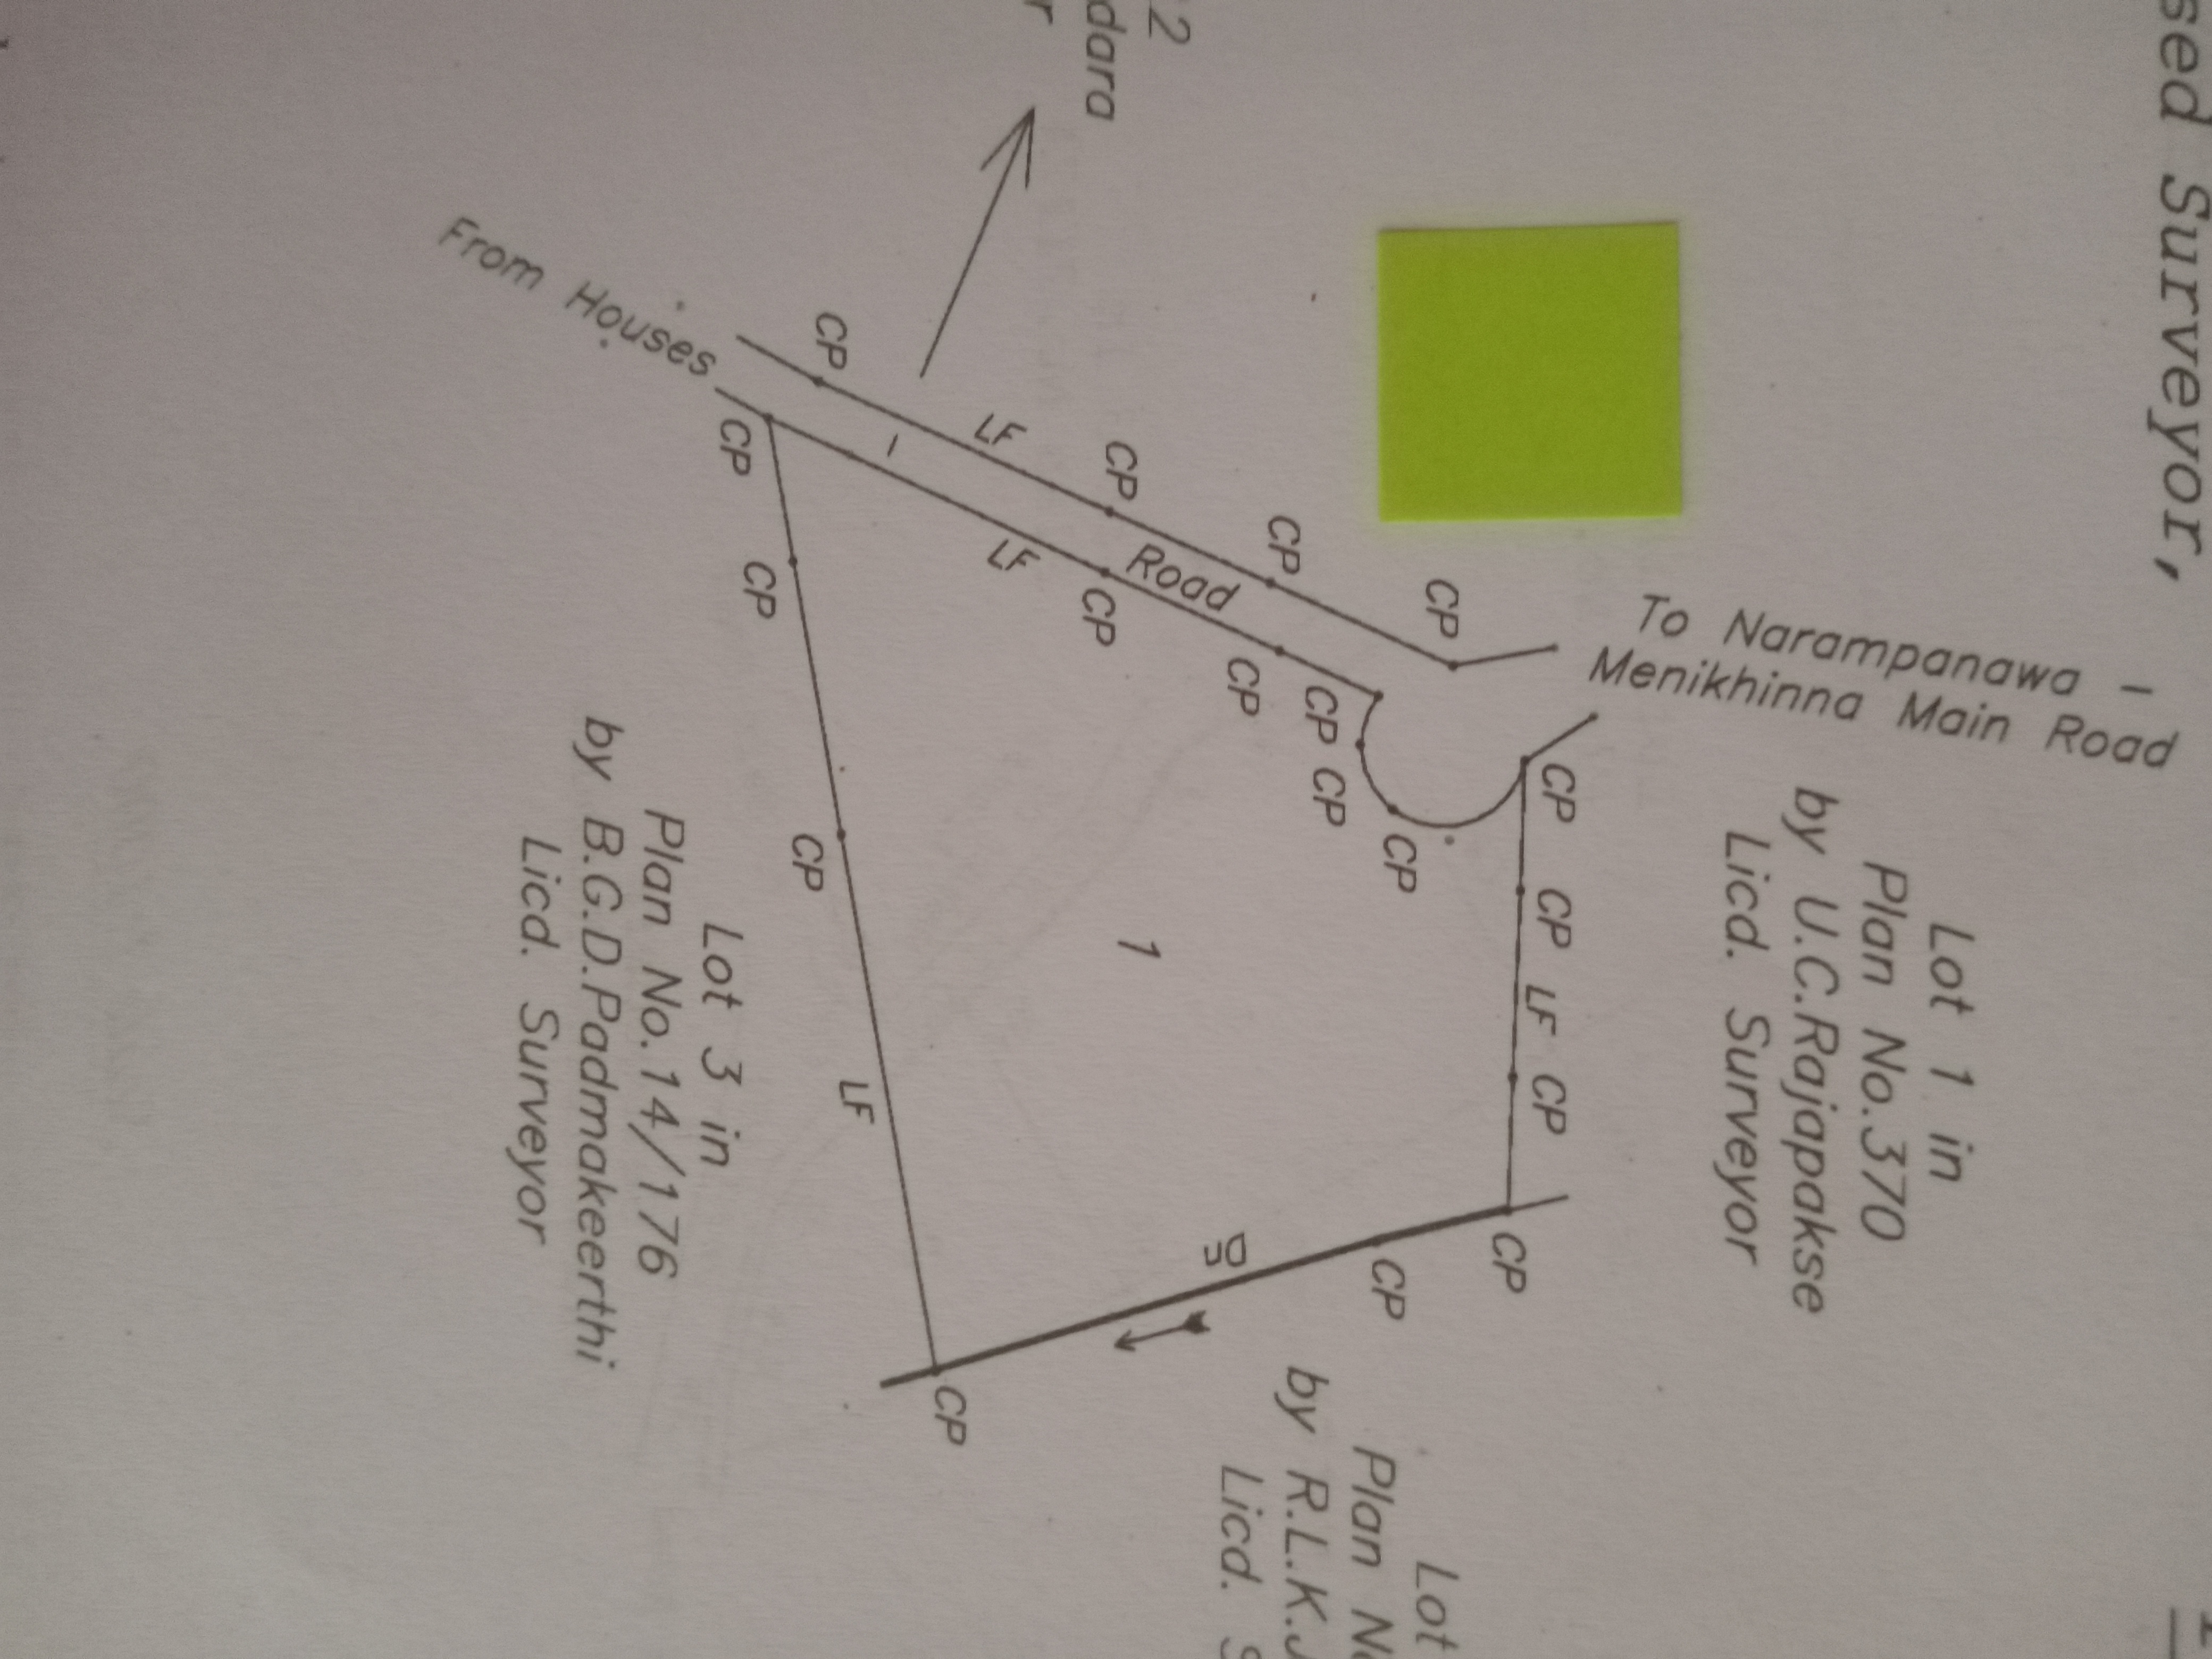 sed Surveyor,
2
dara
r
To Narampanawa -
Menikhinna Main Road
Lot 1 in
Plan No.370
by U.C.Rajapakse
Licd. Surveyor
From Houses
CP
LF
CP
CP
CP
Road
CP
LF
CP
CP
CP
CP
CP
CP
CP
LF
CP
CP
CP
1
CP
CP
LF
CP
Lot 3 in
Plan No.14/176
by B.G.D.Padmakeerthi
Licd. Surveyor
Lot
Plan N
by R.L.K.J
Licd. S